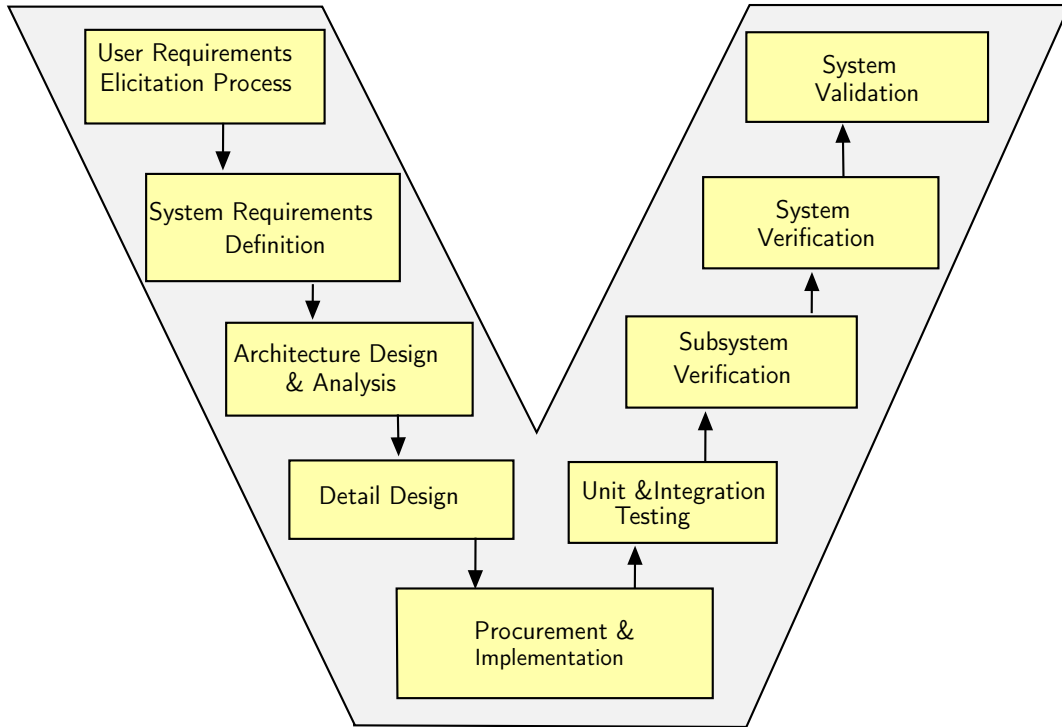 User Requirements
Elicitation Process
System Requirements
Definition
Architecture Design
& Analysis
Detail Design
Procurement &
Implementation
Unit &Integration
Testing
Subsystem
Verification
System
Verification
System
Validation